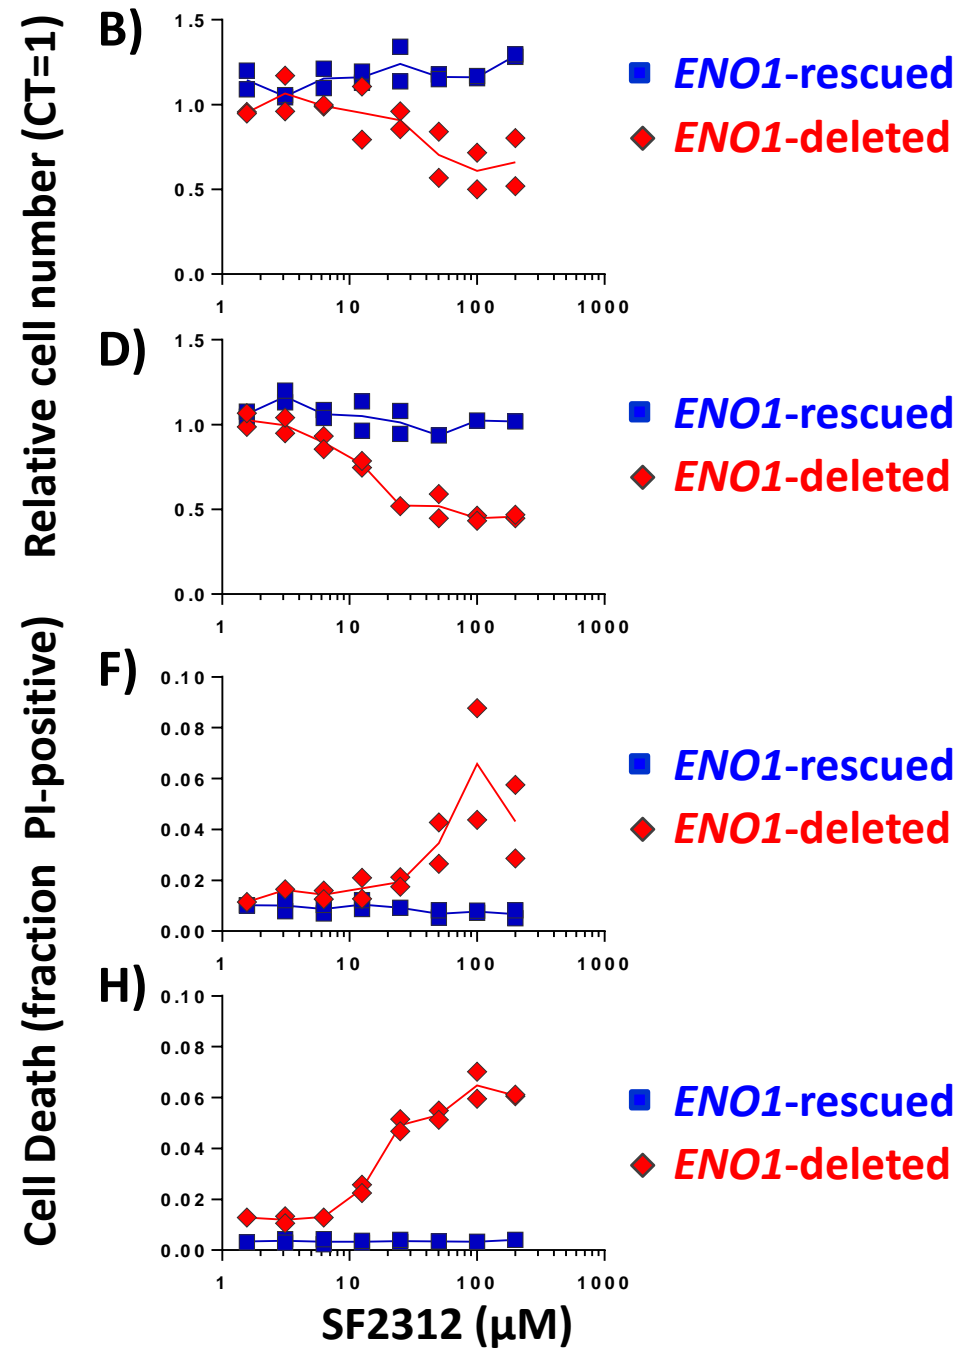 Relative cell number (CT=1)
Cell Death (fraction PI-positive)
B)
1.5
1.0
0.5
0.0
1 10 100 1000
ENO1-rescued
ENO1-deleted
D)
1.5
1.0
0.5
0.0
1 10 100 1000
ENO1-rescued
ENO1-deleted
F)
0.10
0.08
0.06
0.04
0.02
0.00
1 10 100 1000
ENO1-rescued
ENO1-deleted
H)
0.10
0.08
0.06
0.04
0.02
0.00
1 10 100 1000
ENO1-rescued
ENO1-deleted
SF2312 (μM)